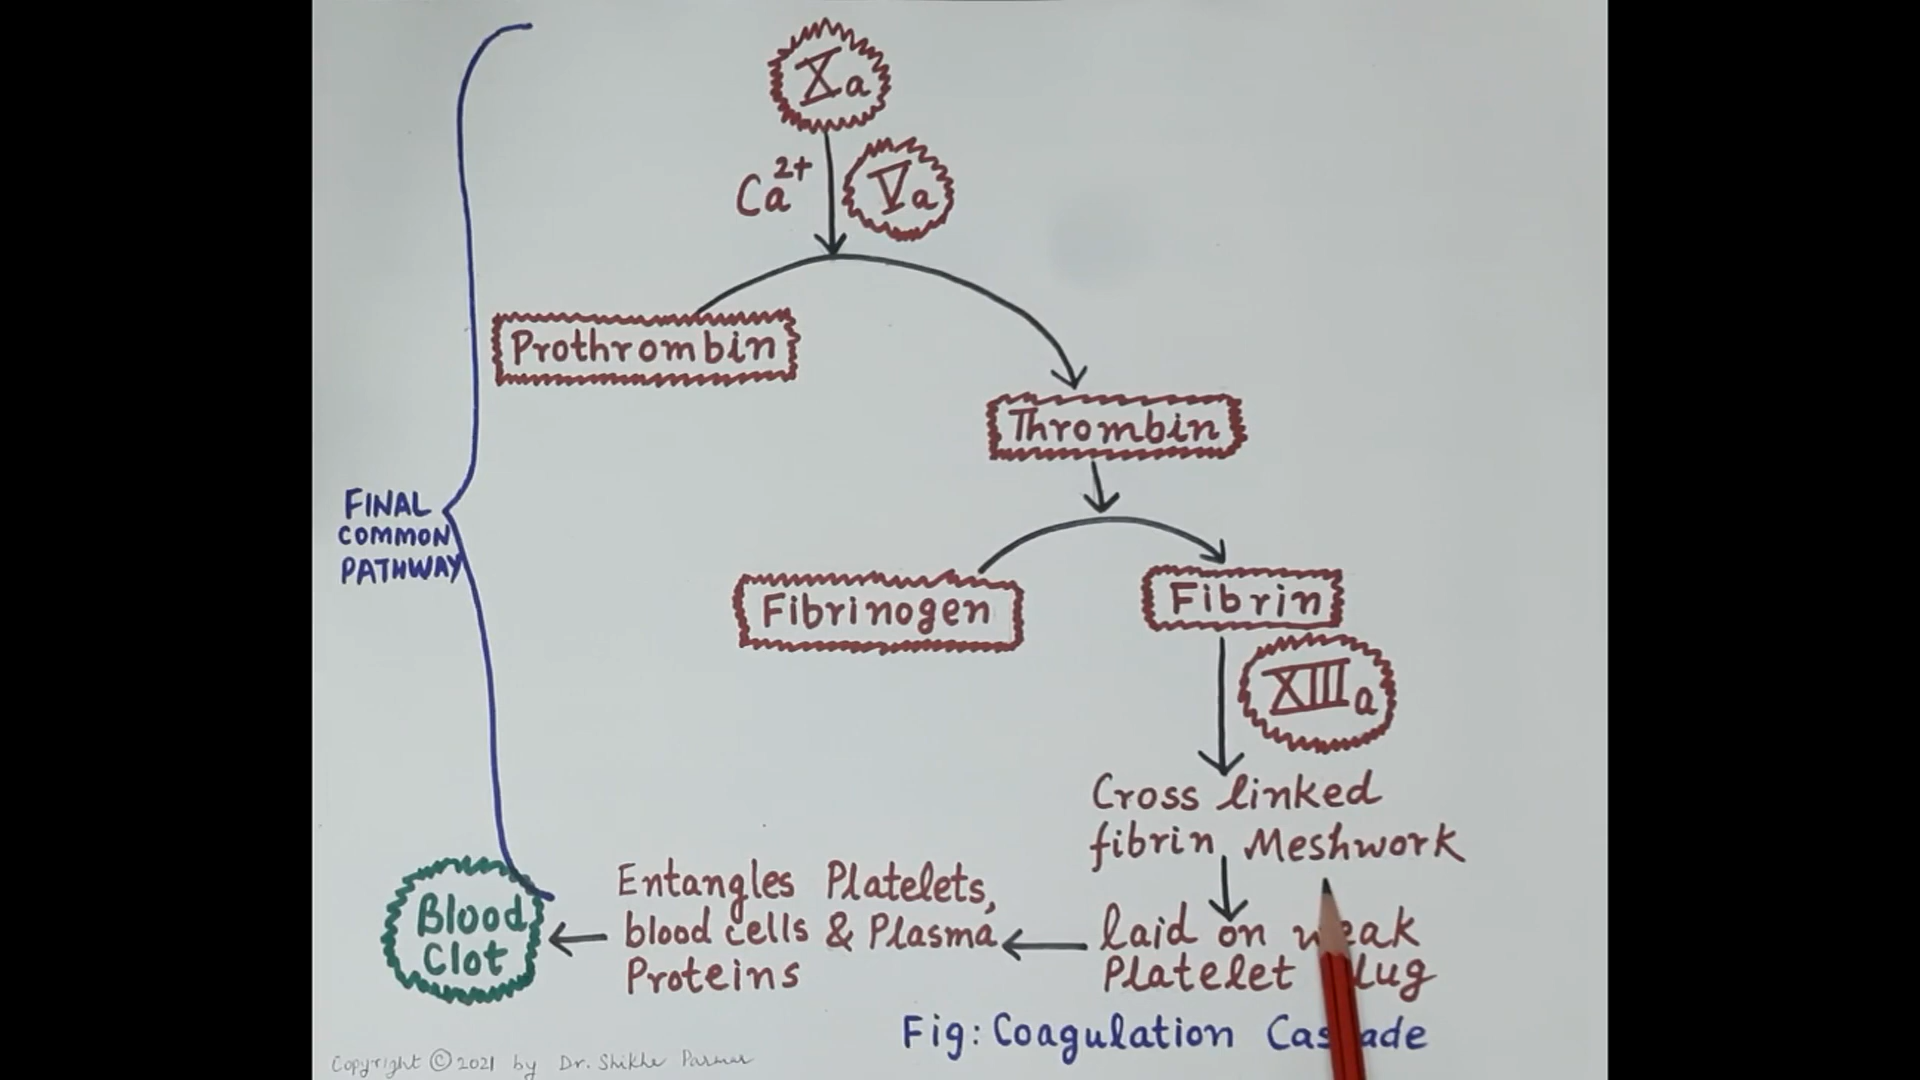 Xa
Ca2+
Va
Prothrombin
Thrombin
FINAL
COMMON
PATHWAY
Fibrinogen
Fibrin
XIIIa
Cross linked
fibrin Meshwork
laid on weak
Platelet Plug
Entangles Platelets,
blood cells & Plasma
Proteins
Blood
Clot
Fig: Coagulation Cascade
Copyright © 2021 by Dr. Shikha Parmar